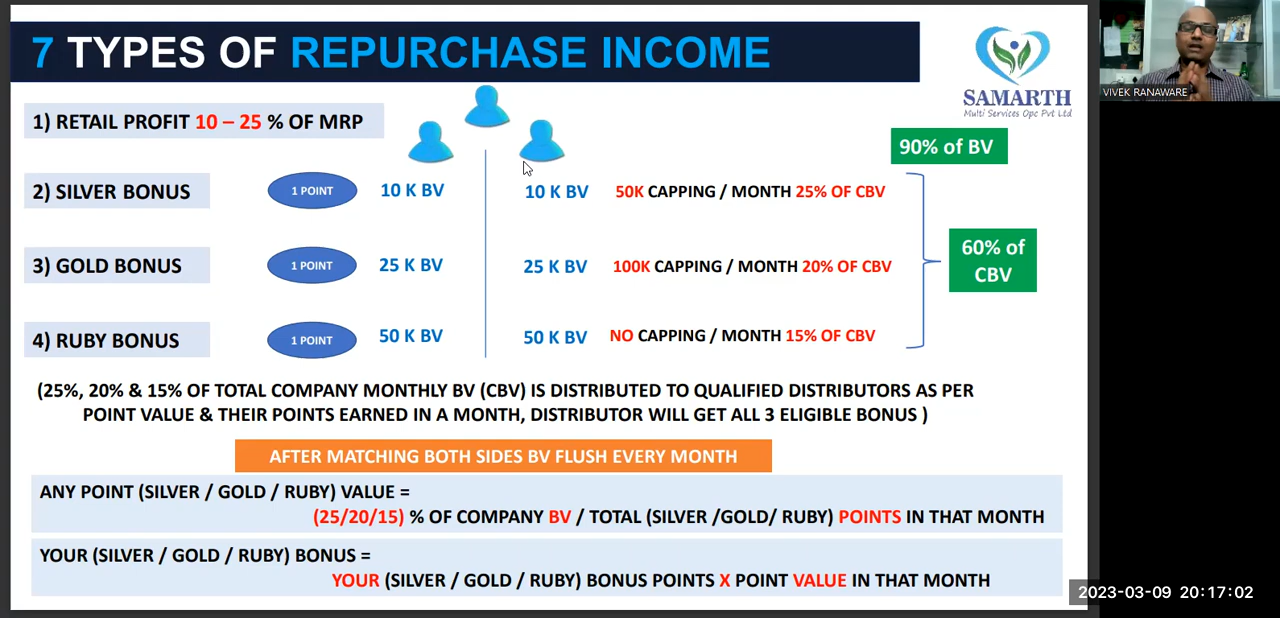 7 TYPES OF REPURCHASE INCOME
SAMARTH
Multi Services Opc Pvt Ltd
VIVEK RANAWARE
1) RETAIL PROFIT 10 – 25 % OF MRP
90% of BV
2) SILVER BONUS 1 POINT 10 K BV 10 K BV 50K CAPPING / MONTH 25% OF CBV
3) GOLD BONUS 1 POINT 25 K BV 25 K BV 100K CAPPING / MONTH 20% OF CBV
60% of
CBV
4) RUBY BONUS 1 POINT 50 K BV 50 K BV NO CAPPING / MONTH 15% OF CBV
(25%, 20% & 15% OF TOTAL COMPANY MONTHLY BV (CBV) IS DISTRIBUTED TO QUALIFIED DISTRIBUTORS AS PER
POINT VALUE & THEIR POINTS EARNED IN A MONTH, DISTRIBUTOR WILL GET ALL 3 ELIGIBLE BONUS )
AFTER MATCHING BOTH SIDES BV FLUSH EVERY MONTH
ANY POINT (SILVER / GOLD / RUBY) VALUE =
(25/20/15) % OF COMPANY BV / TOTAL (SILVER /GOLD/ RUBY) POINTS IN THAT MONTH
YOUR (SILVER / GOLD / RUBY) BONUS =
YOUR (SILVER / GOLD / RUBY) BONUS POINTS X POINT VALUE IN THAT MONTH
2023-03-09 20:17:02